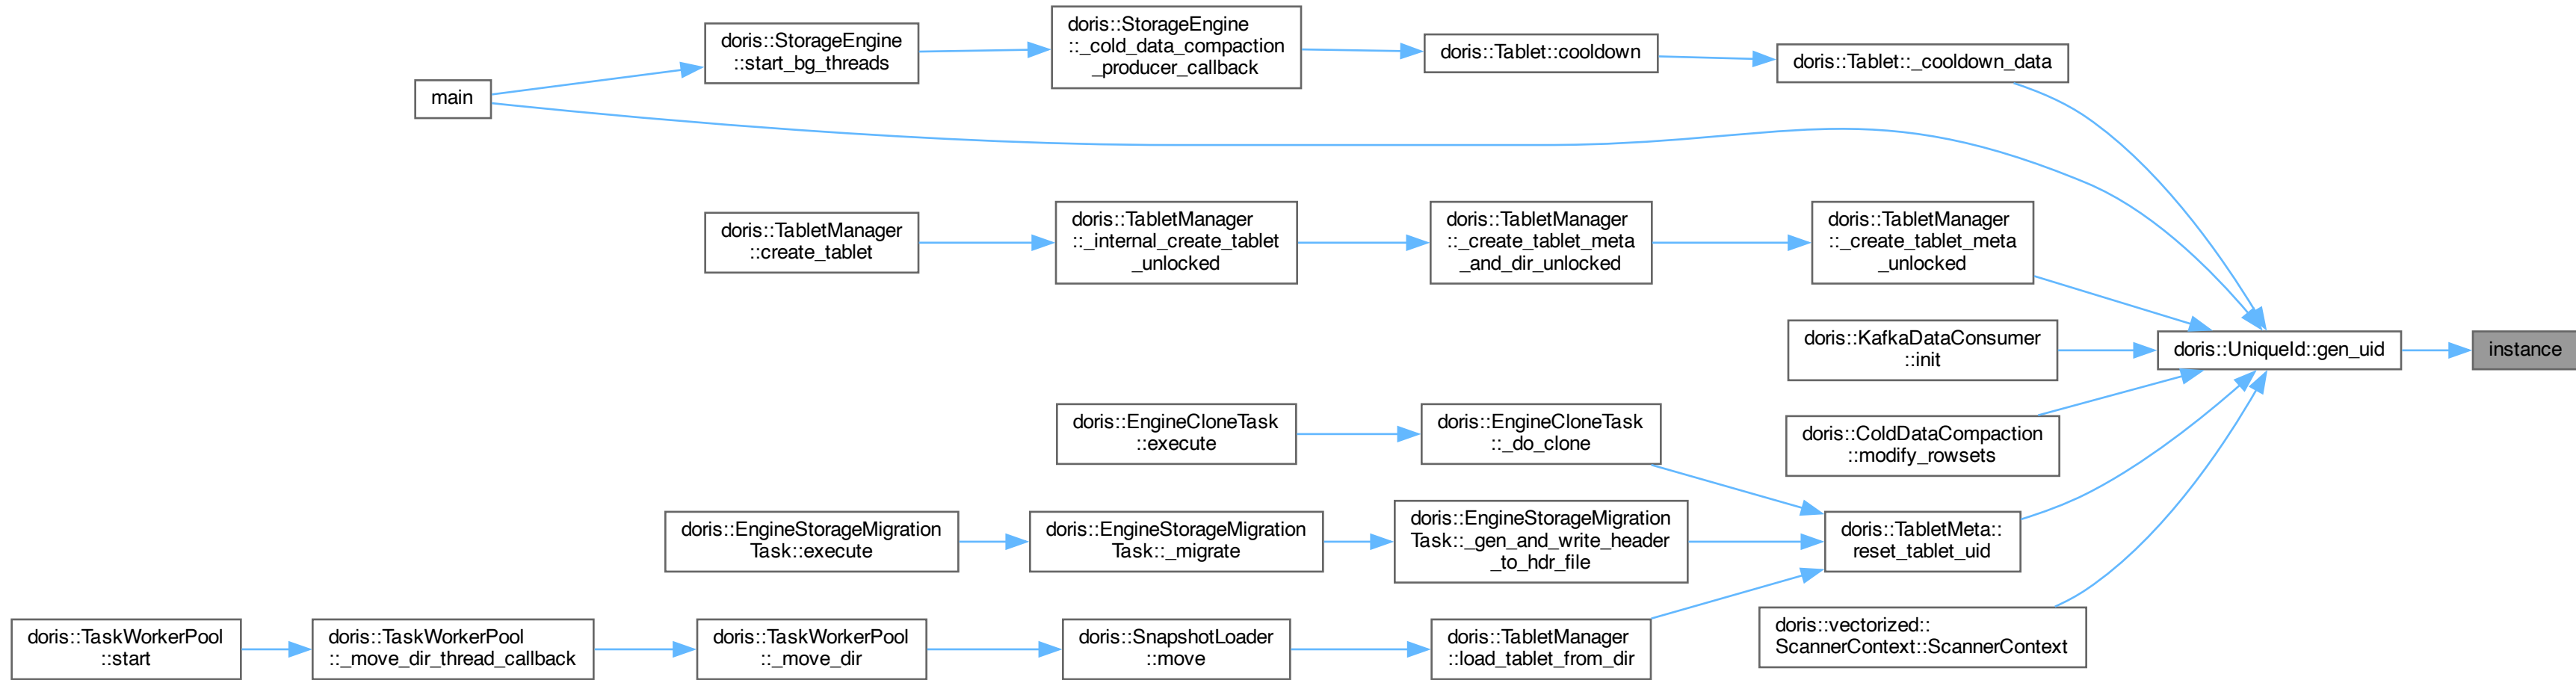 doris::StorageEngine
::_cold_data_compaction
_producer_callback
doris::StorageEngine
::start_bg_threads
doris::Tablet::cooldown
doris::Tablet::_cooldown_data
main
doris::TabletManager
::create_tablet
doris::TabletManager
::_internal_create_tablet
_unlocked
doris::TabletManager
::_create_tablet_meta
_and_dir_unlocked
doris::TabletManager
::_create_tablet_meta
_unlocked
doris::KafkaDataConsumer
::init
doris::UniqueId::gen_uid
instance
doris::EngineCloneTask
::execute
doris::EngineCloneTask
::_do_clone
doris::ColdDataCompaction
::modify_rowsets
doris::EngineStorageMigration
Task::execute
doris::EngineStorageMigration
Task::_migrate
doris::EngineStorageMigration
Task::_gen_and_write_header
_to_hdr_file
doris::TabletMeta::
reset_tablet_uid
doris::TaskWorkerPool
::start
doris::TaskWorkerPool
::_move_dir_thread_callback
doris::TaskWorkerPool
::_move_dir
doris::SnapshotLoader
::move
doris::TabletManager
::load_tablet_from_dir
doris::vectorized::
ScannerContext::ScannerContext